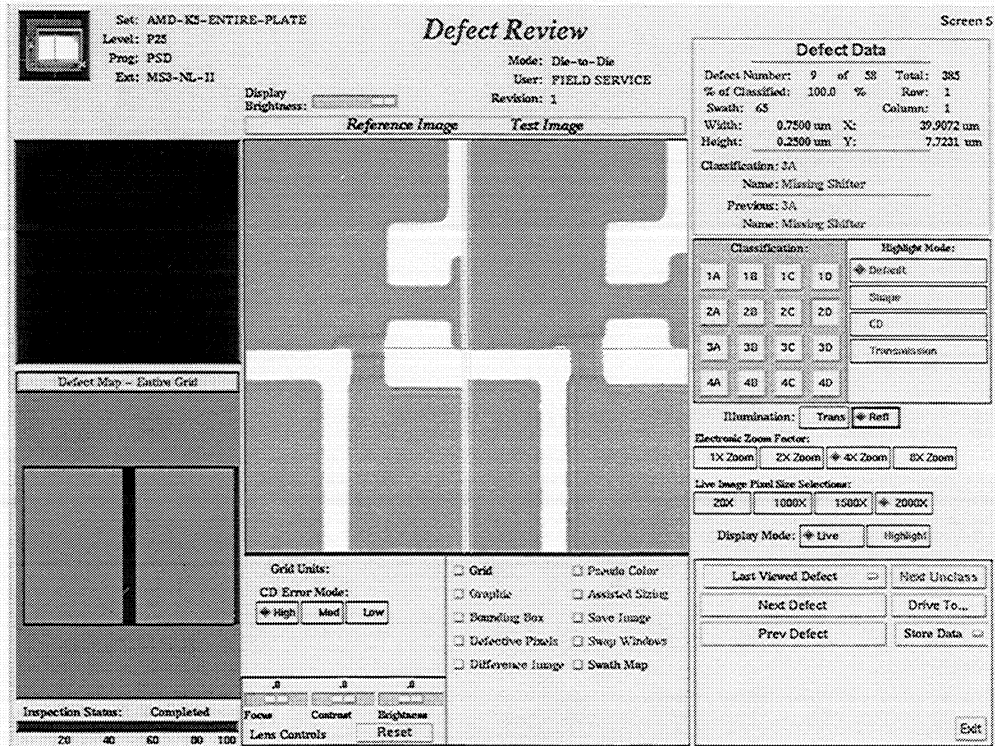 Set: AMD-K5-ENTIRE-PLATE
Level: P25
Prog: PSD
Ext: MS3-NL-II
Defect Review
Mode: Die-to-Die
User: FIELD SERVICE
Revision: 1
Display
Brightness:
Reference Image Test Image
Screen 5
Defect Data
Defect Number: 9 of 58 Total: 385
% of Classified: 100.0 % Row: 1
Swath: 65 Column: 1
Width: 0.7500 um X: 39.9072 um
Height: 0.2500 um Y: 7.7231 um
Classification: 3A
Name: Missing Shifter
Previous: 3A
Name: Missing Shifter
Classification: Highlight Mode:
1A 1B 1C 1D Default
Shape
2A 2B 2C 2D CD
3A 3B 3C 3D Transmission
4A 4B 4C 4D
Illumination: Trans Refl
Electronic Zoom Factor:
1X Zoom 2X Zoom 4X Zoom 8X Zoom
Live Image Pixel Size Selections:
20X 1000X 1500X 2000X
Display Mode: Live Highlight
Last Viewed Defect Next Unclass
Next Defect Drive To...
Prev Defect Store Data
Exit
Defect Map - Entire Grid
Inspection Status: Completed
20 40 60 80 100
Grid Units:
CD Error Mode:
High Med Low
Grid Pseudo Color
Graphic Assisted Sizing
Bounding Box Save Image
Defective Pixels Swap Windows
Difference Image Swath Map
.0 .0 .0
Focus Contrast Brightness
Lens Controls Reset